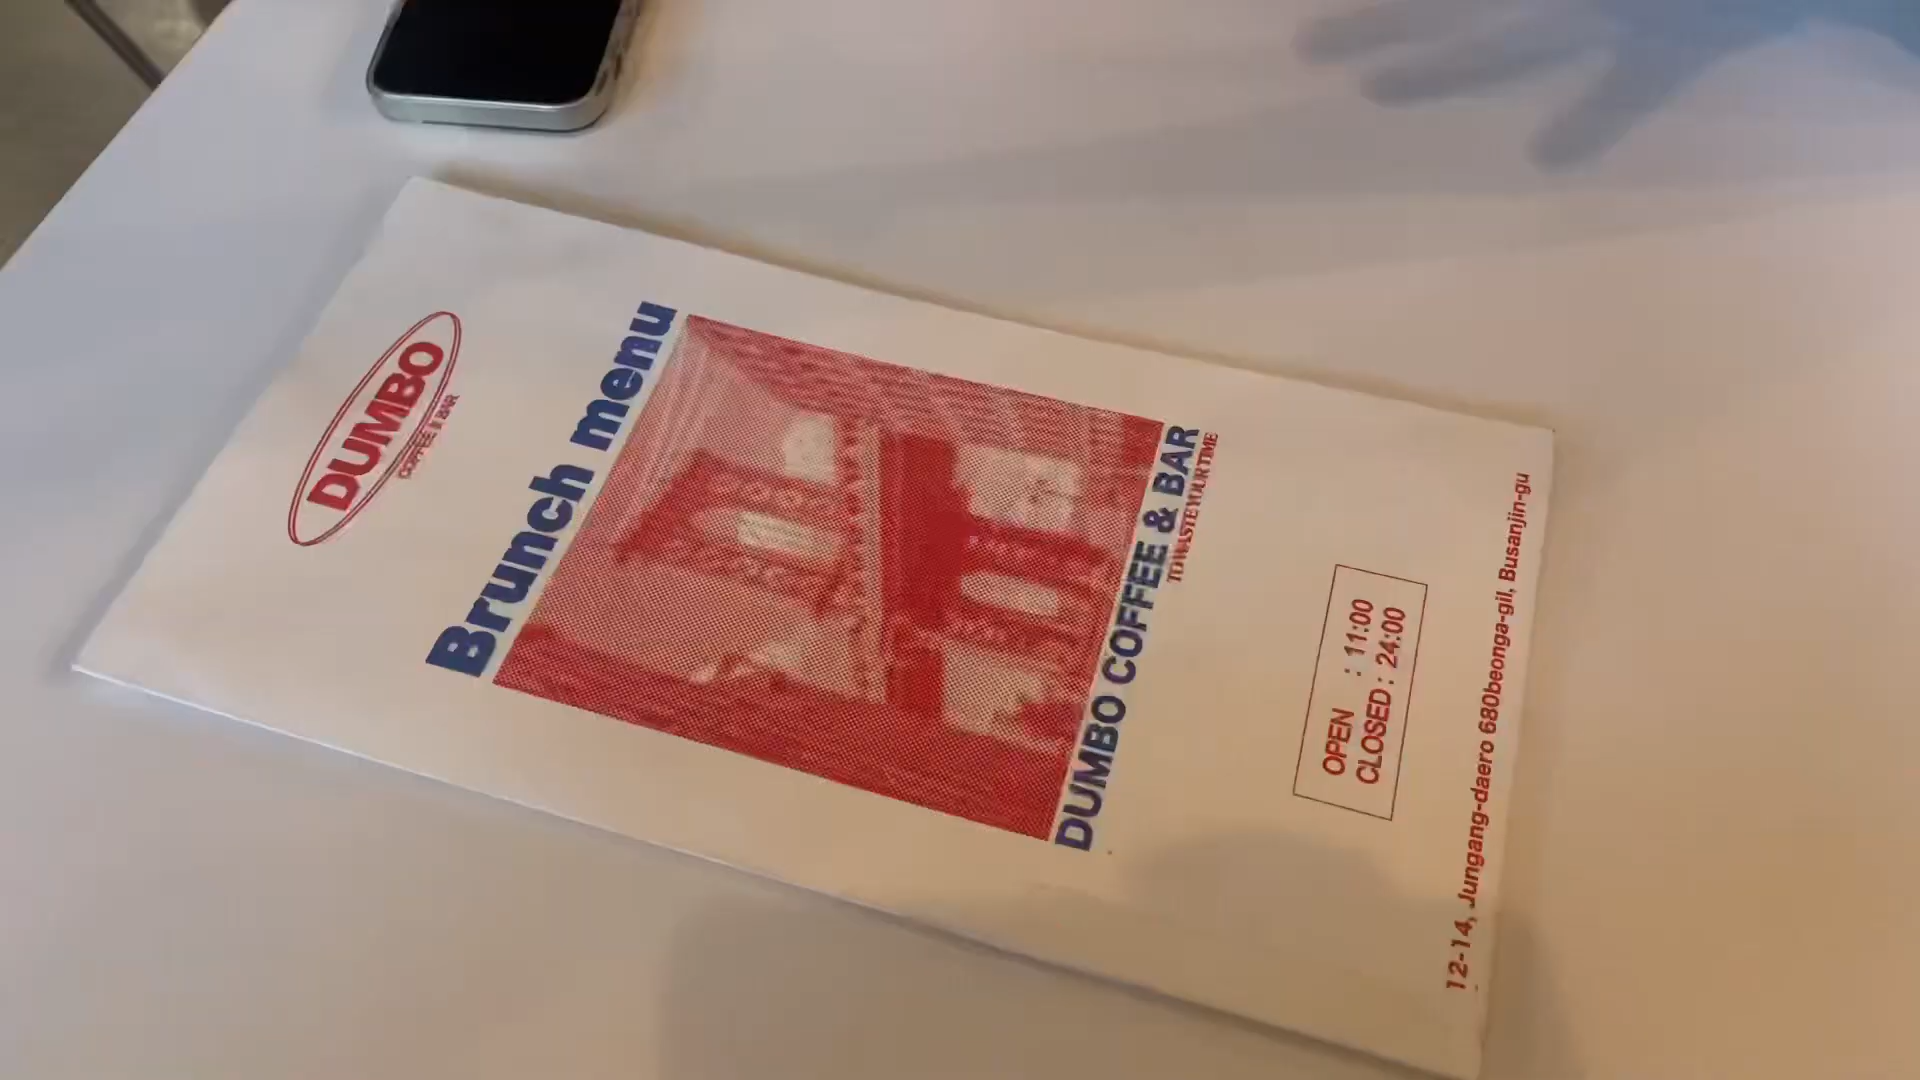 DUMBO
COFFEE & BAR
Brunch menu
DUMBO COFFEE & BAR
TO WASTE YOUR TIME
OPEN : 11:00
CLOSED : 24:00
12-14, Jungang-daero 680beonga-gil, Busanjin-gu